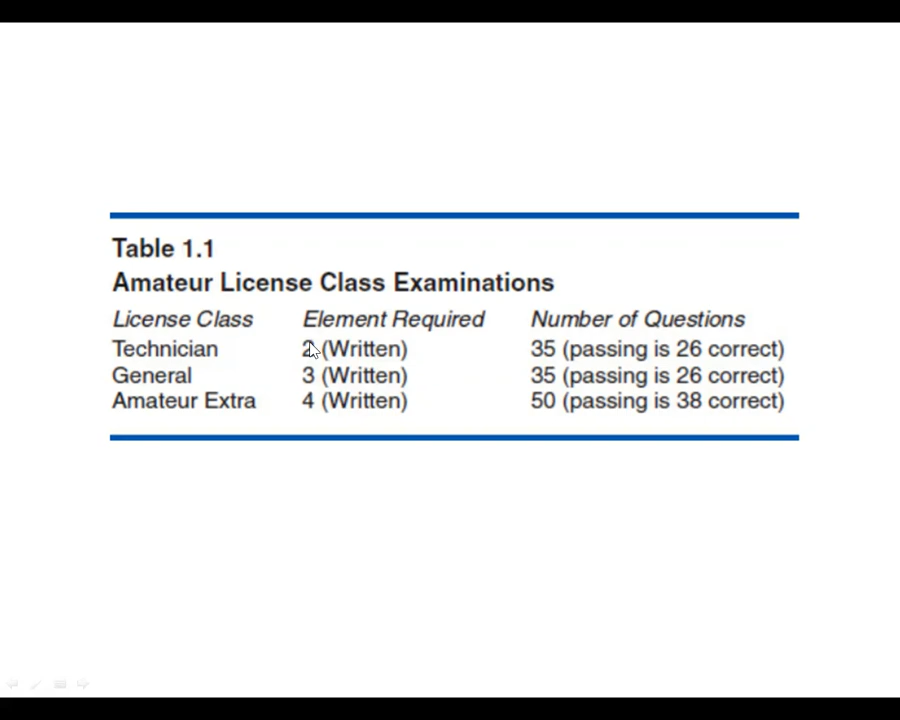 Table 1.1
Amateur License Class Examinations
License Class Element Required Number of Questions
Technician 2 (Written) 35 (passing is 26 correct)
General 3 (Written) 35 (passing is 26 correct)
Amateur Extra 4 (Written) 50 (passing is 38 correct)